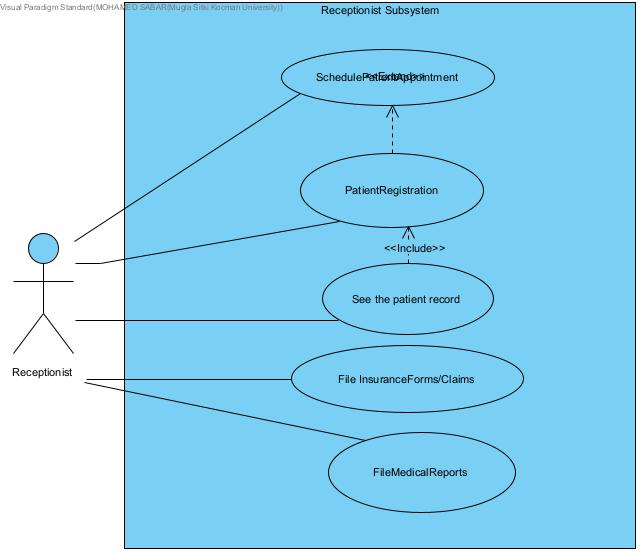 Visual Paradigm Standard(MOHAMED SABAR(Mugla Sitki Kocman University))
Receptionist Subsystem
SchedulePatientAppointment
<<Extend>>
PatientRegistration
<<Include>>
See the patient record
Receptionist
File InsuranceForms/Claims
FileMedicalReports